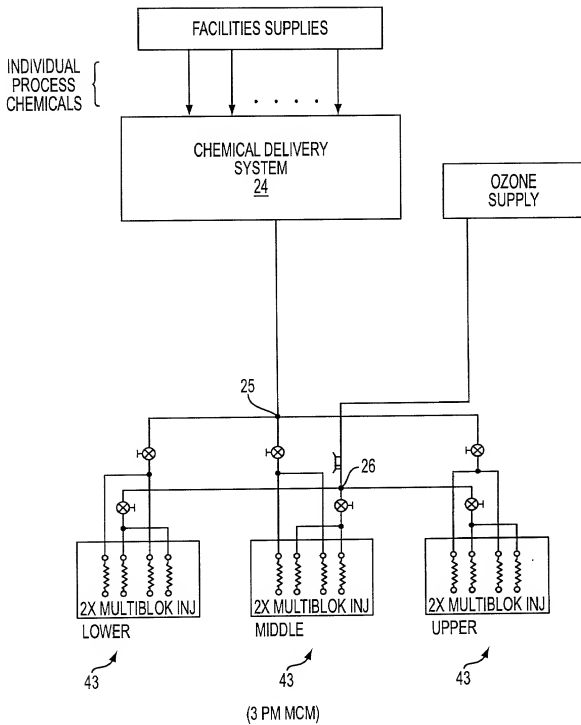 FACILITIES SUPPLIES
INDIVIDUAL
PROCESS
CHEMICALS
CHEMICAL DELIVERY
SYSTEM
24
OZONE
SUPPLY
25
26
2X MULTIBLOK INJ
LOWER
2X MULTIBLOK INJ
MIDDLE
2X MULTIBLOK INJ
UPPER
43
43
43
(3 PM MCM)